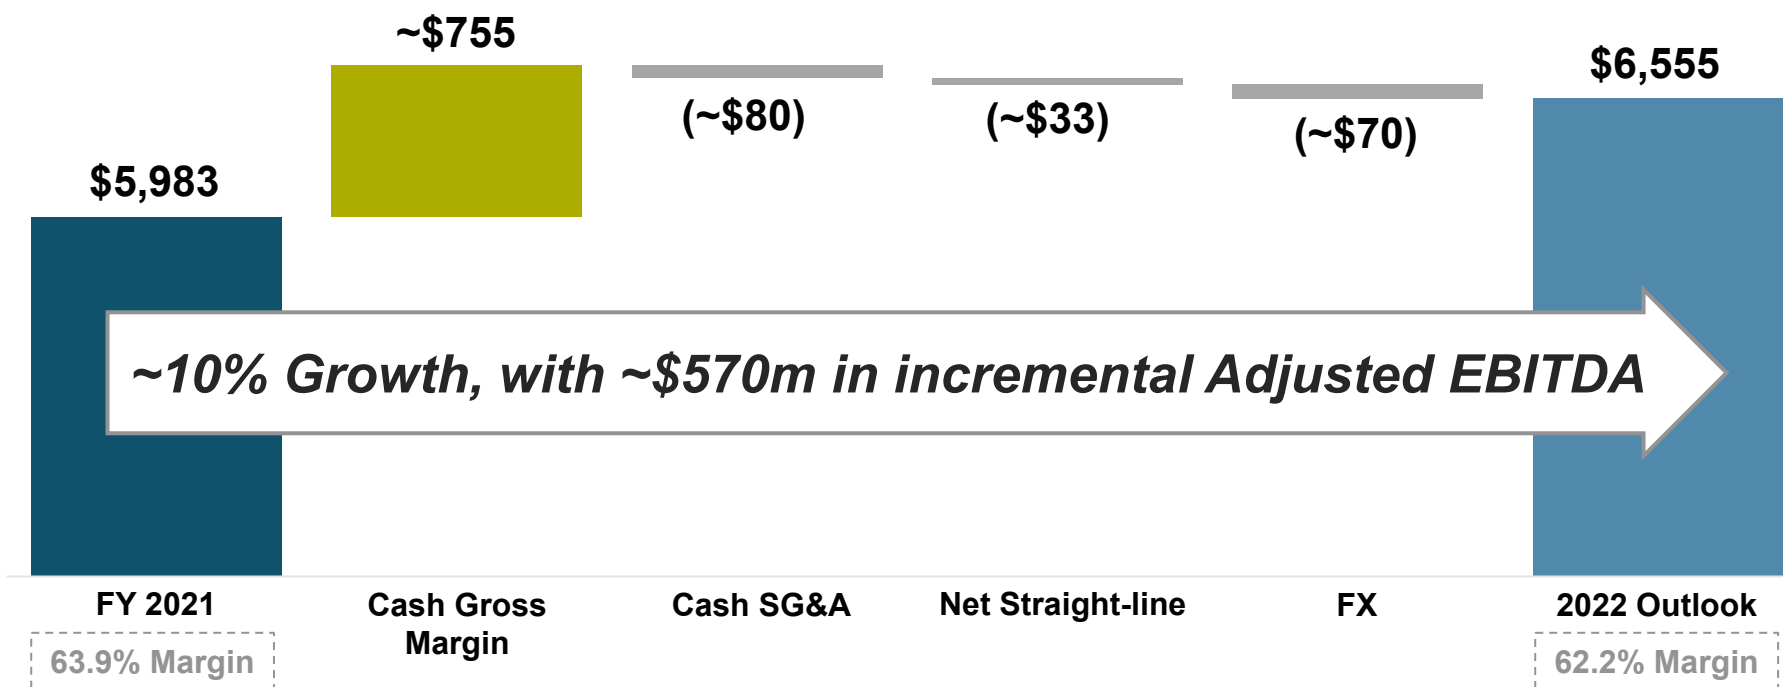 ~$755
$6,555
(~$80)
(~$33)
(~$70)
$5,983
~10% Growth, with ~$570m in incremental Adjusted EBITDA
FY 2021
Cash Gross
Margin
Cash SG&A
Net Straight-line
FX
2022 Outlook
63.9% Margin
62.2% Margin